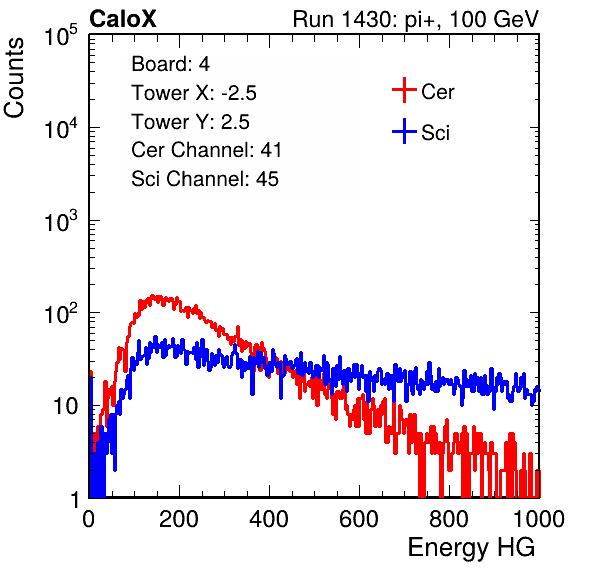 CaloX Run 1430: pi+, 100 GeV
Counts
Board: 4
Tower X: -2.5
Tower Y: 2.5
Cer Channel: 41
Sci Channel: 45
Cer
Sci
10^5
10^4
10^3
10^2
10
1
0 200 400 600 800 1000
Energy HG